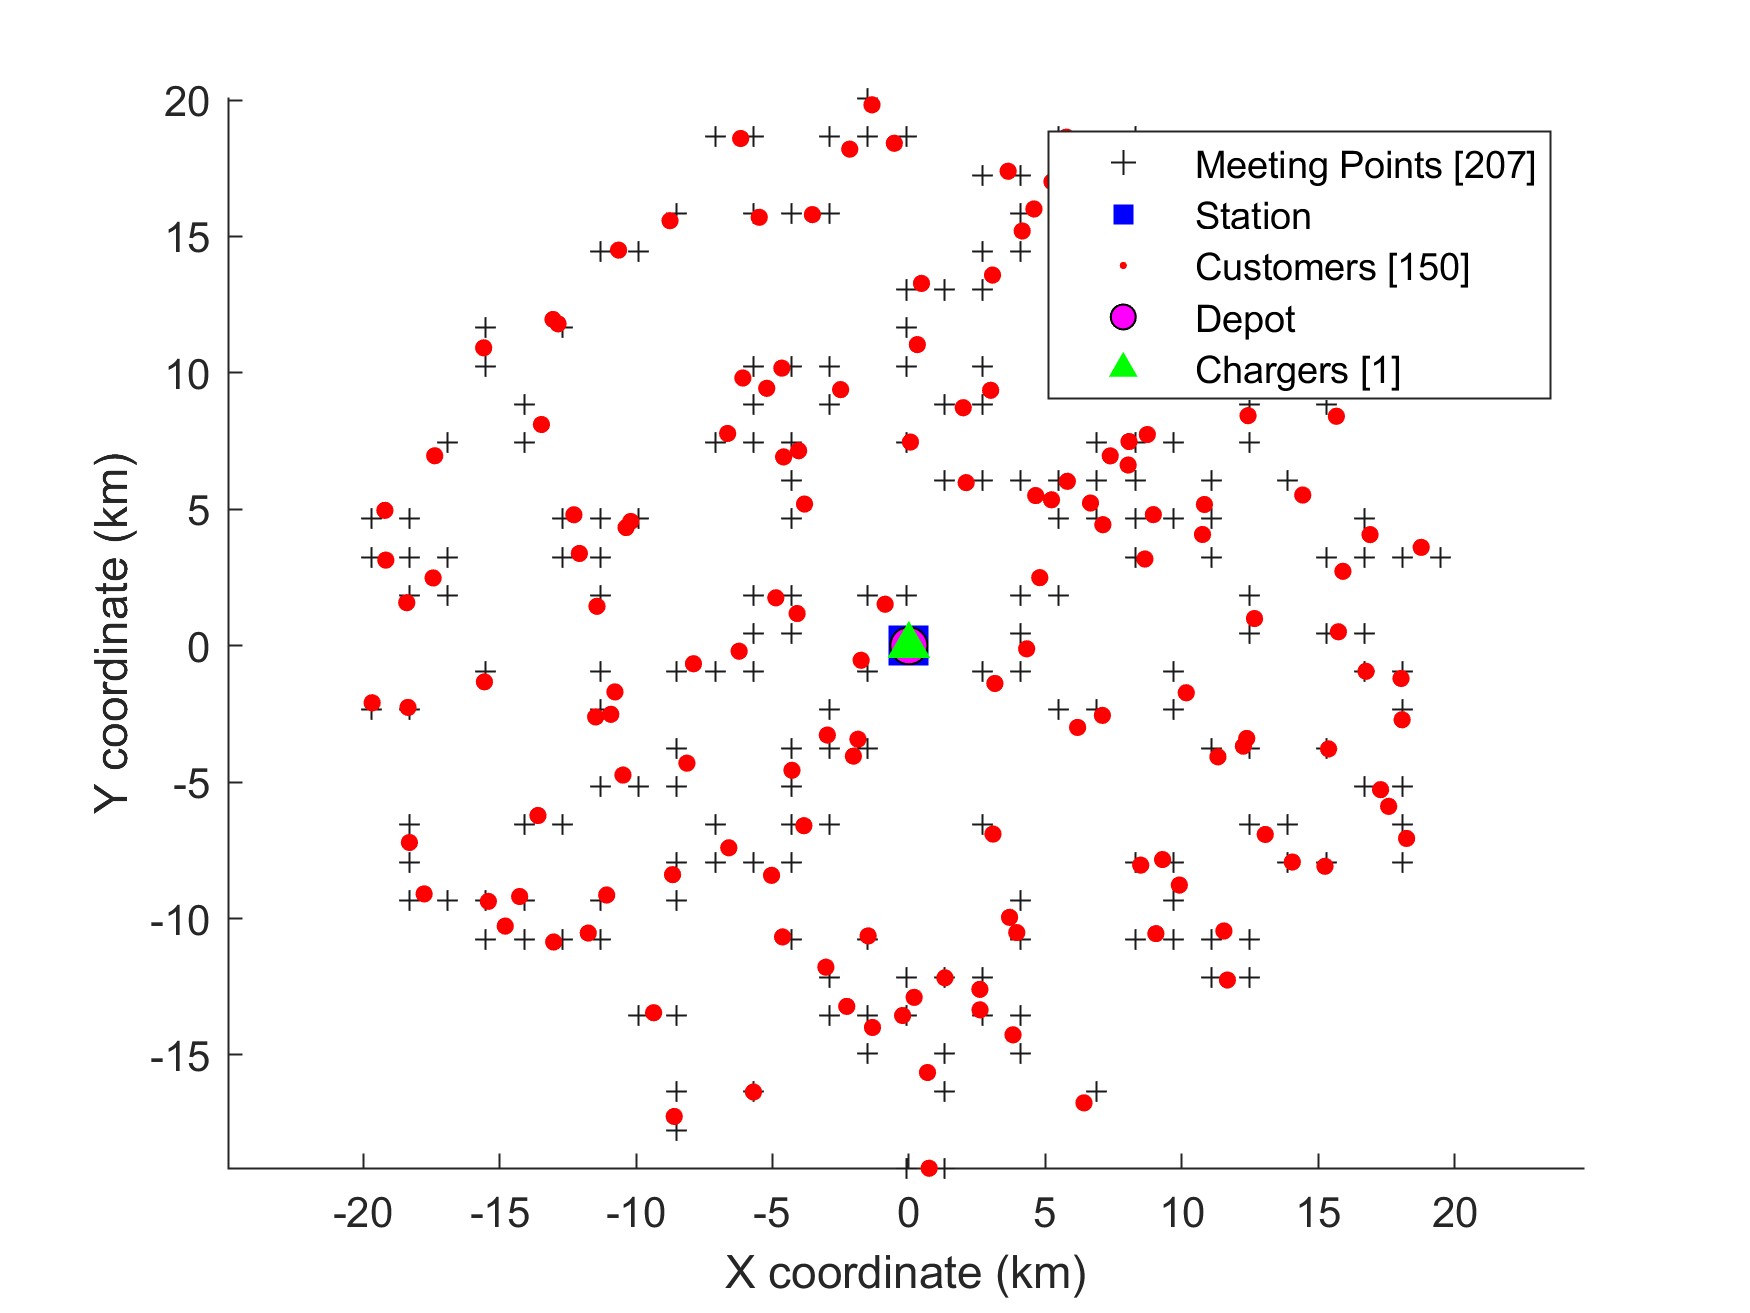 20
15
10
5
0
-5
-10
-15
Y coordinate (km)
Meeting Points [207]
Station
Customers [150]
Depot
Chargers [1]
-20 -15 -10 -5 0 5 10 15 20
X coordinate (km)